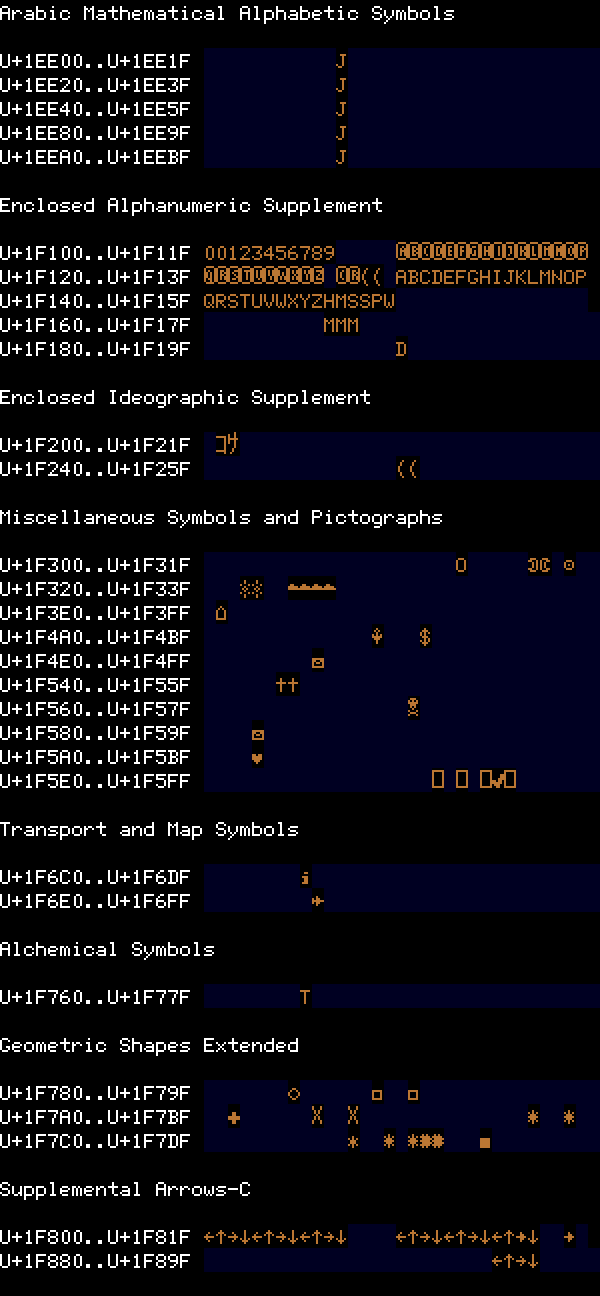 Arabic Mathematical Alphabetic Symbols
U+1EE00..U+1EE1F J
U+1EE20..U+1EE3F J
U+1EE40..U+1EE5F J
U+1EE80..U+1EE9F J
U+1EEA0..U+1EEBF J
Enclosed Alphanumeric Supplement
U+1F100..U+1F11F 00123456789
U+1F120..U+1F13F (( ABCDEFGHIJKLMNOP
U+1F140..U+1F15F QRSTUVWXYZHMSSPW
U+1F160..U+1F17F MMM
U+1F180..U+1F19F D
Enclosed Ideographic Supplement
U+1F200..U+1F21F コサ
U+1F240..U+1F25F ((
Miscellaneous Symbols and Pictographs
U+1F300..U+1F31F
U+1F320..U+1F33F
U+1F3E0..U+1F3FF
U+1F4A0..U+1F4BF $
U+1F4E0..U+1F4FF
U+1F540..U+1F55F ††
U+1F560..U+1F57F
U+1F580..U+1F59F
U+1F5A0..U+1F5BF ♥
U+1F5E0..U+1F5FF
Transport and Map Symbols
U+1F6C0..U+1F6DF i
U+1F6E0..U+1F6FF
Alchemical Symbols
U+1F760..U+1F77F T
Geometric Shapes Extended
U+1F780..U+1F79F
U+1F7A0..U+1F7BF
U+1F7C0..U+1F7DF
Supplemental Arrows-C
U+1F800..U+1F81F ←↑→↓←↑→↓←↑→↓ ←↑→↓←↑→↓←↑→↓ →
U+1F880..U+1F89F ←↑→↓